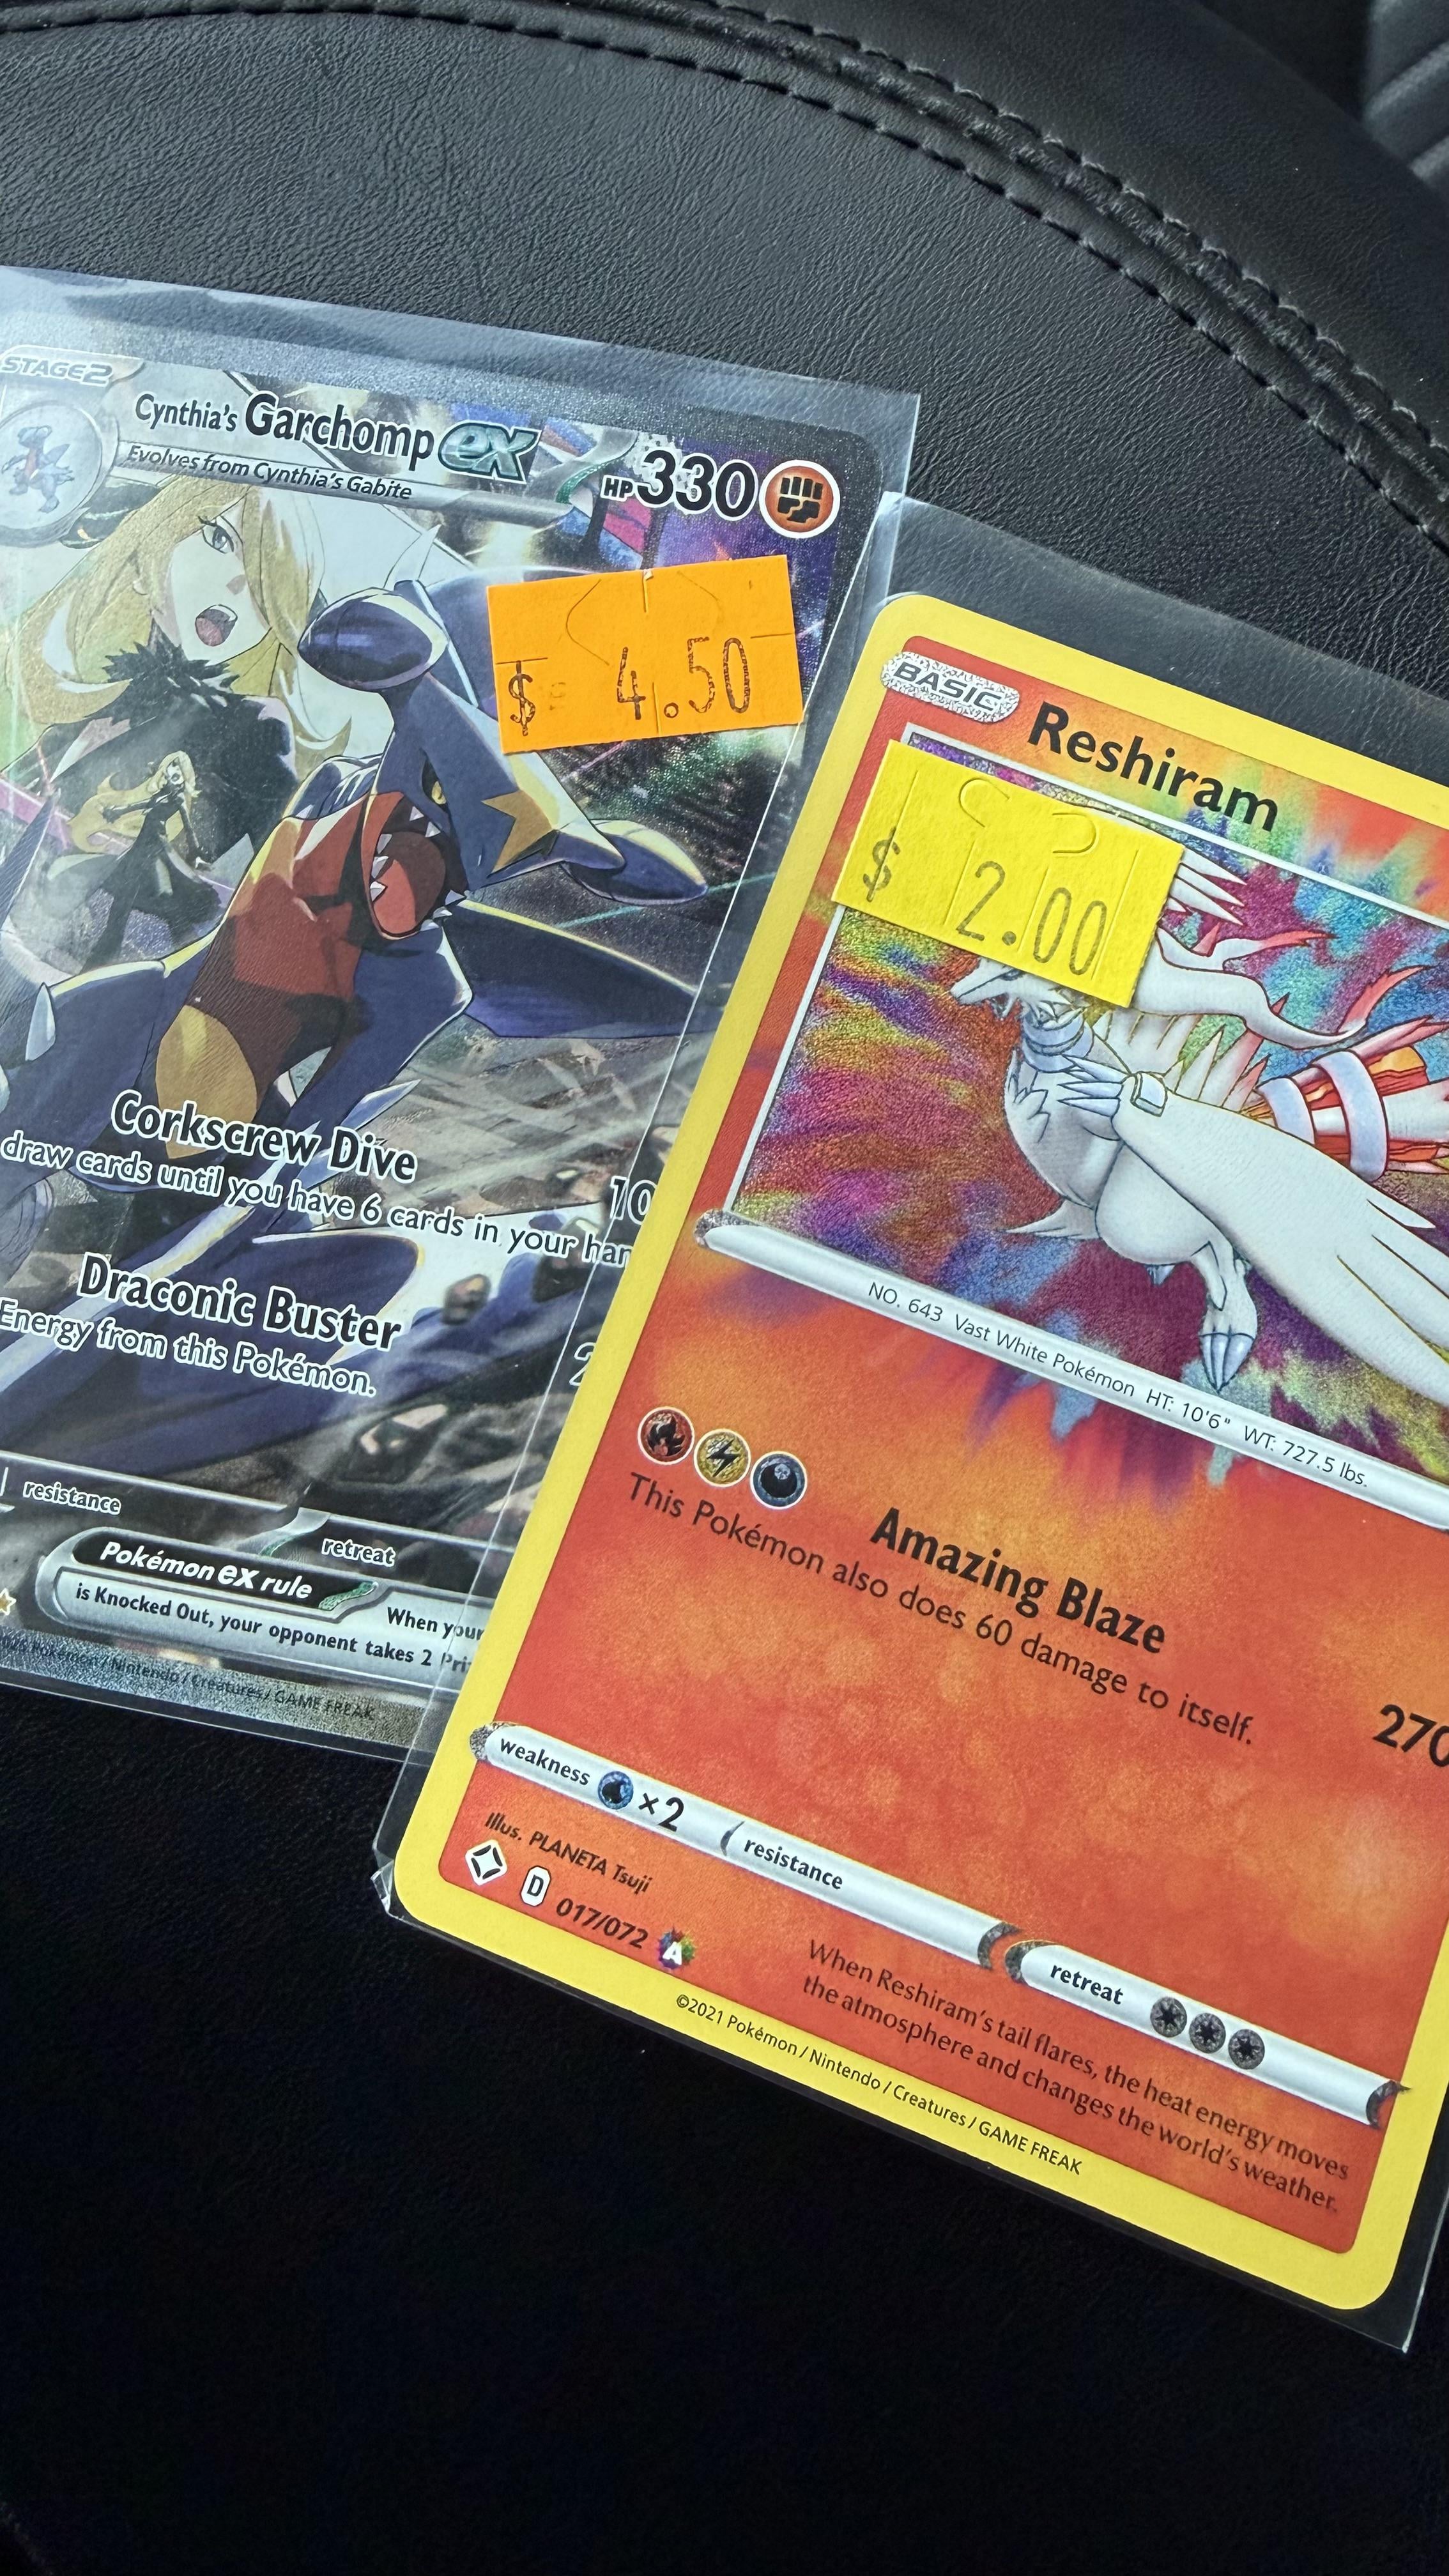 STAGE2
Cynthia's Garchomp ex
HP 330
Evolves from Cynthia's Gabite
$ 4.50
Corkscrew Dive
draw cards until you have 6 cards in your
Draconic Buster
Energy from this Pokémon.
resistance
retreat
Pokémon ex rule
When your
is Knocked Out, your opponent takes 2
Pokémon / Nintendo / Creatures / GAME FREAK
BASIC
Reshiram
$ 2.00
NO. 643 Vast White Pokémon HT: 10'6" WT: 727.5 lbs.
Amazing Blaze
270
This Pokémon also does 60 damage to itself.
weakness ×2
resistance
retreat
Illus. PLANETA Tsuji
D 017/072 A
When Reshiram's tail flares, the heat energy moves
the atmosphere and changes the world's weather.
©2021 Pokémon / Nintendo / Creatures / GAME FREAK